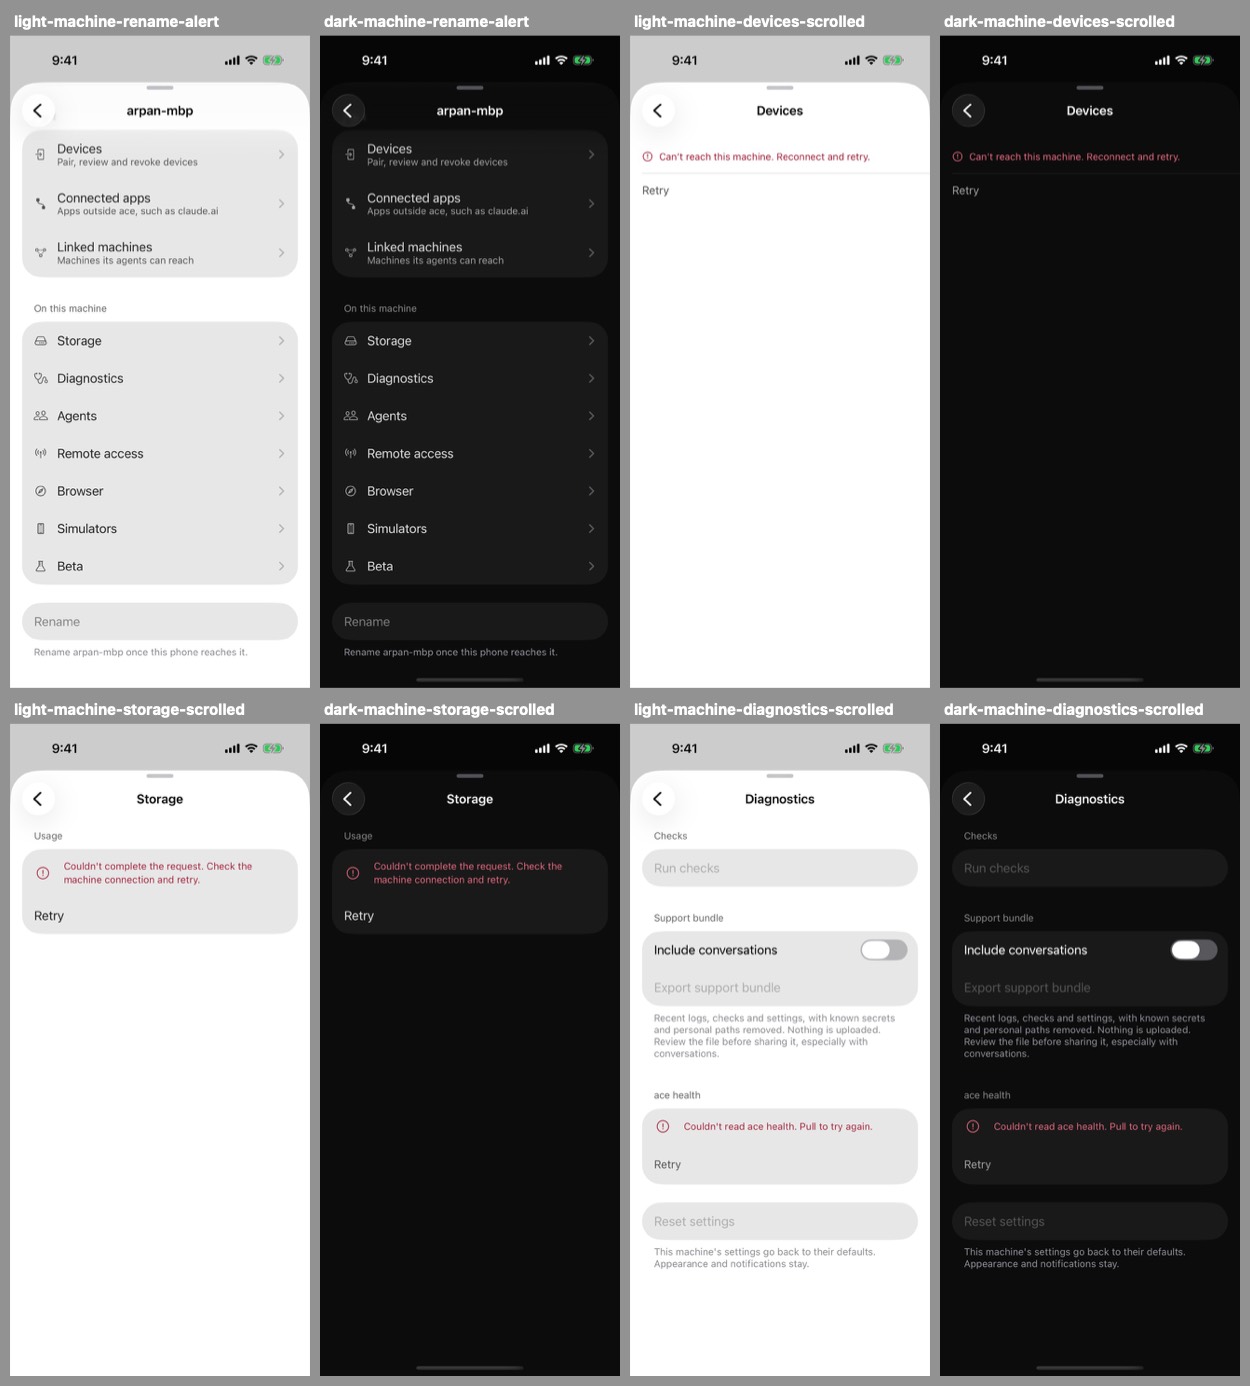 light-machine-rename-alert
9:41
arpan-mbp
Devices
Pair, review and revoke devices
Connected apps
Apps outside ace, such as claude.ai
Linked machines
Machines its agents can reach
On this machine
Storage
Diagnostics
Agents
Remote access
Browser
Simulators
Beta
Rename
Rename arpan-mbp once this phone reaches it.
dark-machine-rename-alert
9:41
arpan-mbp
Devices
Pair, review and revoke devices
Connected apps
Apps outside ace, such as claude.ai
Linked machines
Machines its agents can reach
On this machine
Storage
Diagnostics
Agents
Remote access
Browser
Simulators
Beta
Rename
Rename arpan-mbp once this phone reaches it.
light-machine-devices-scrolled
9:41
Devices
Can't reach this machine. Reconnect and retry.
Retry
dark-machine-devices-scrolled
9:41
Devices
Can't reach this machine. Reconnect and retry.
Retry
light-machine-storage-scrolled
9:41
Storage
Usage
Couldn't complete the request. Check the
machine connection and retry.
Retry
dark-machine-storage-scrolled
9:41
Storage
Usage
Couldn't complete the request. Check the
machine connection and retry.
Retry
light-machine-diagnostics-scrolled
9:41
Diagnostics
Checks
Run checks
Support bundle
Include conversations
Export support bundle
Recent logs, checks and settings, with known secrets
and personal paths removed. Nothing is uploaded.
Review the file before sharing it, especially with
conversations.
ace health
Couldn't read ace health. Pull to try again.
Retry
Reset settings
This machine's settings go back to their defaults.
Appearance and notifications stay.
dark-machine-diagnostics-scrolled
9:41
Diagnostics
Checks
Run checks
Support bundle
Include conversations
Export support bundle
Recent logs, checks and settings, with known secrets
and personal paths removed. Nothing is uploaded.
Review the file before sharing it, especially with
conversations.
ace health
Couldn't read ace health. Pull to try again.
Retry
Reset settings
This machine's settings go back to their defaults.
Appearance and notifications stay.